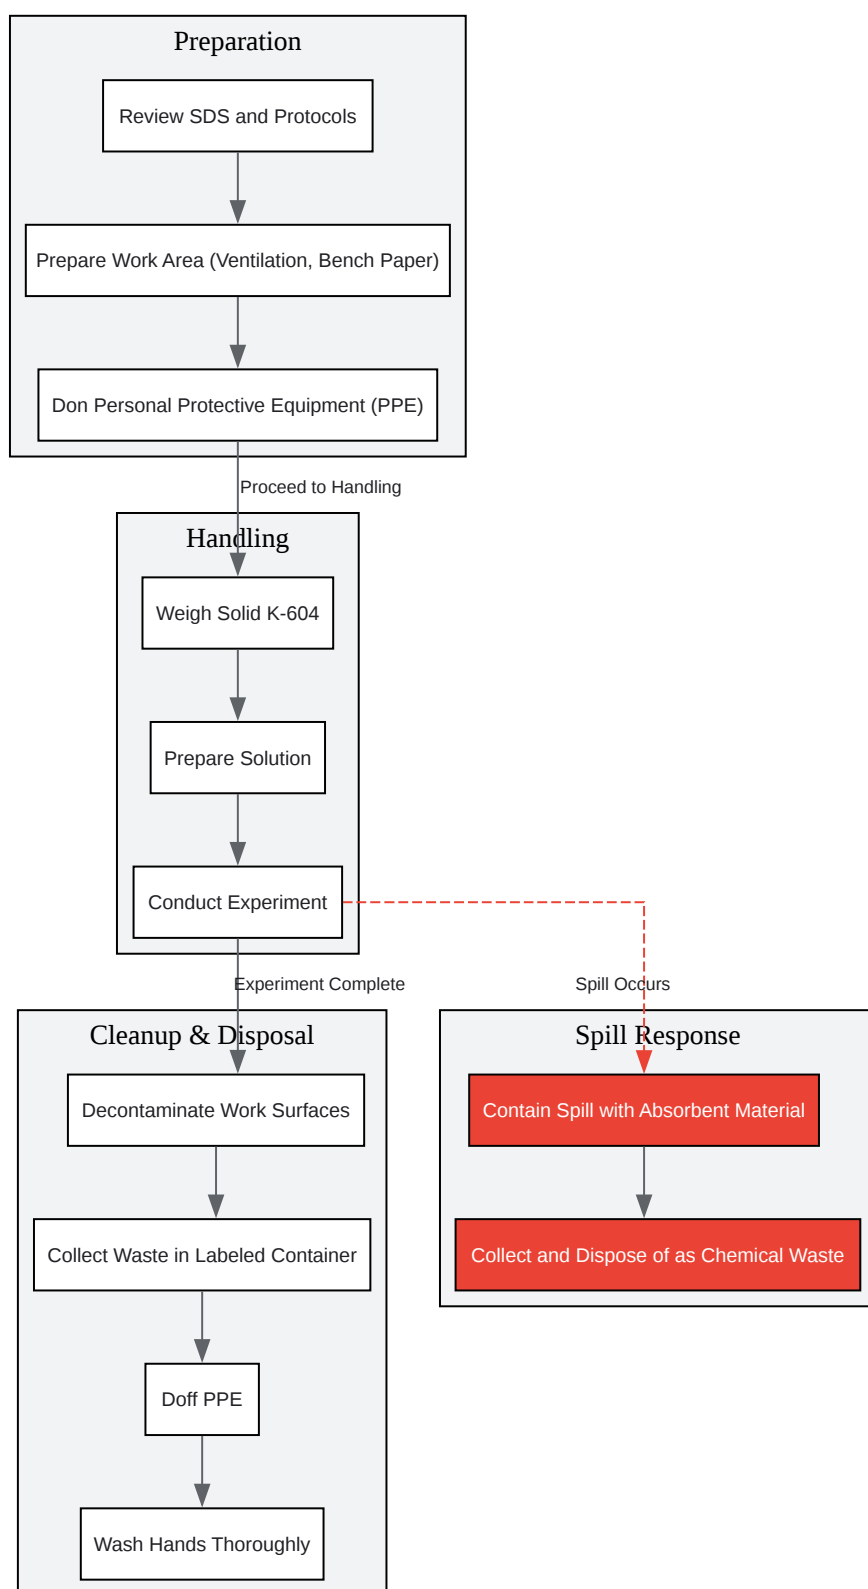 Preparation
Review SDS and Protocols
Prepare Work Area (Ventilation, Bench Paper)
Don Personal Protective Equipment (PPE)
Proceed to Handling
Handling
Weigh Solid K-604
Prepare Solution
Conduct Experiment
Experiment Complete
Spill Occurs
Cleanup & Disposal
Decontaminate Work Surfaces
Collect Waste in Labeled Container
Doff PPE
Wash Hands Thoroughly
Spill Response
Contain Spill with Absorbent Material
Collect and Dispose of as Chemical Waste